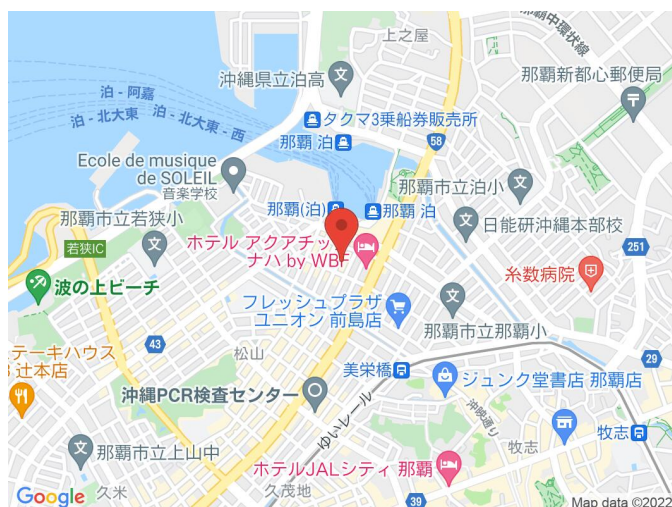 上之屋
那覇中環状線
沖縄県立泊高
那覇新都心郵便局
泊 - 阿嘉
泊 - 北大東
泊 - 北大東 - 西
タクマ3乗船券販売所
那覇 泊
58
Ecole de musique
de SOLEIL
音楽学校
那覇市立泊小
那覇市立若狭小
那覇(泊)
那覇 泊
日能研沖縄本部校
若狭IC
ホテル アクアチッ
ナハ by WBF
251
糸数病院
波の上ビーチ
フレッシュプラザ
ユニオン 前島店
那覇市立那覇小
43
松山
29
ステーキハウス
辻本店
美栄橋
沖縄PCR検査センター
ジュンク堂書店 那覇店
ゆいレール
沖映通り
牧志
牧志
那覇市立上山中
ホテルJALシティ 那覇
久米
久茂地
39
Google
Map data ©2022